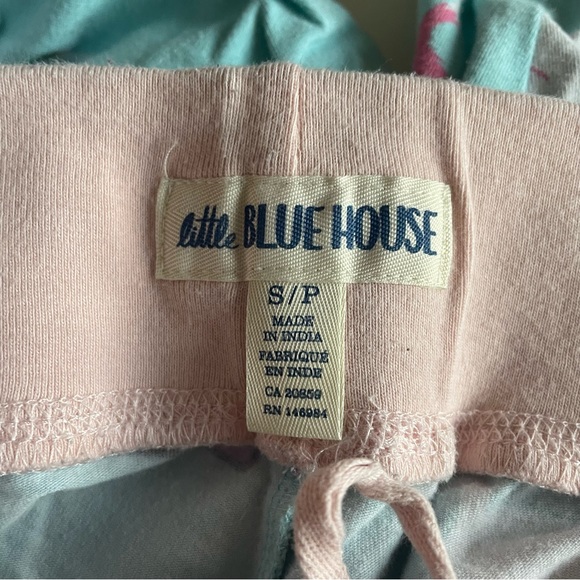 little BLUE HOUSE
S/P
MADE
IN INDIA
FABRIQUÉ
EN INDE
CA 20859
RN 146984